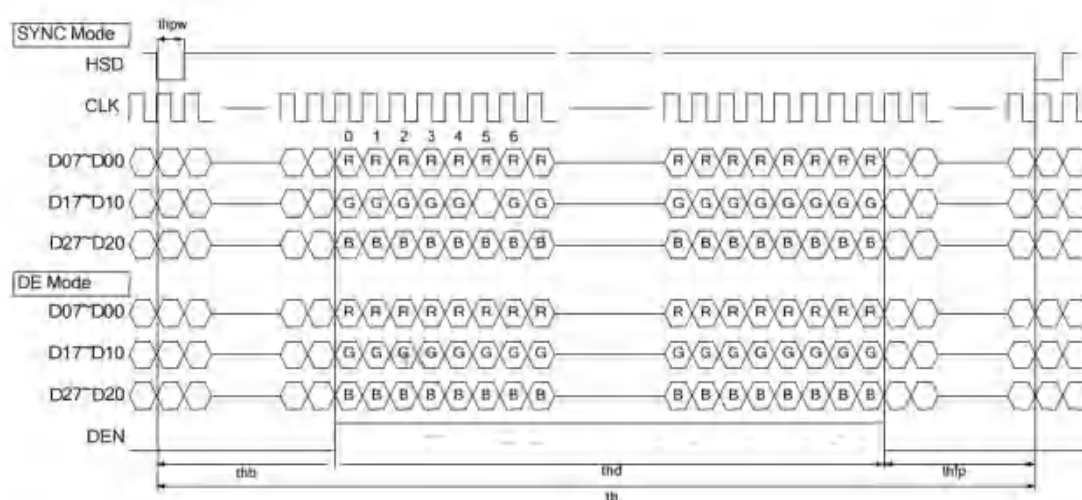 thpw
SYNC Mode
HSD
CLK
0 1 2 3 4 5 6
D07~D00 R R R R R R R R R R R R R R R R
D17~D10 G G G G G G G G G G G G G G G
D27~D20 B B B B B B B B B B B B B B B B
DE Mode
D07~D00 R R R R R R R R R R R R R R R R
D17~D10 G G G G G G G G G G G G G G G G
D27~D20 B B B B B B B B B B B B B B B B
DEN
thb thd thfp
th